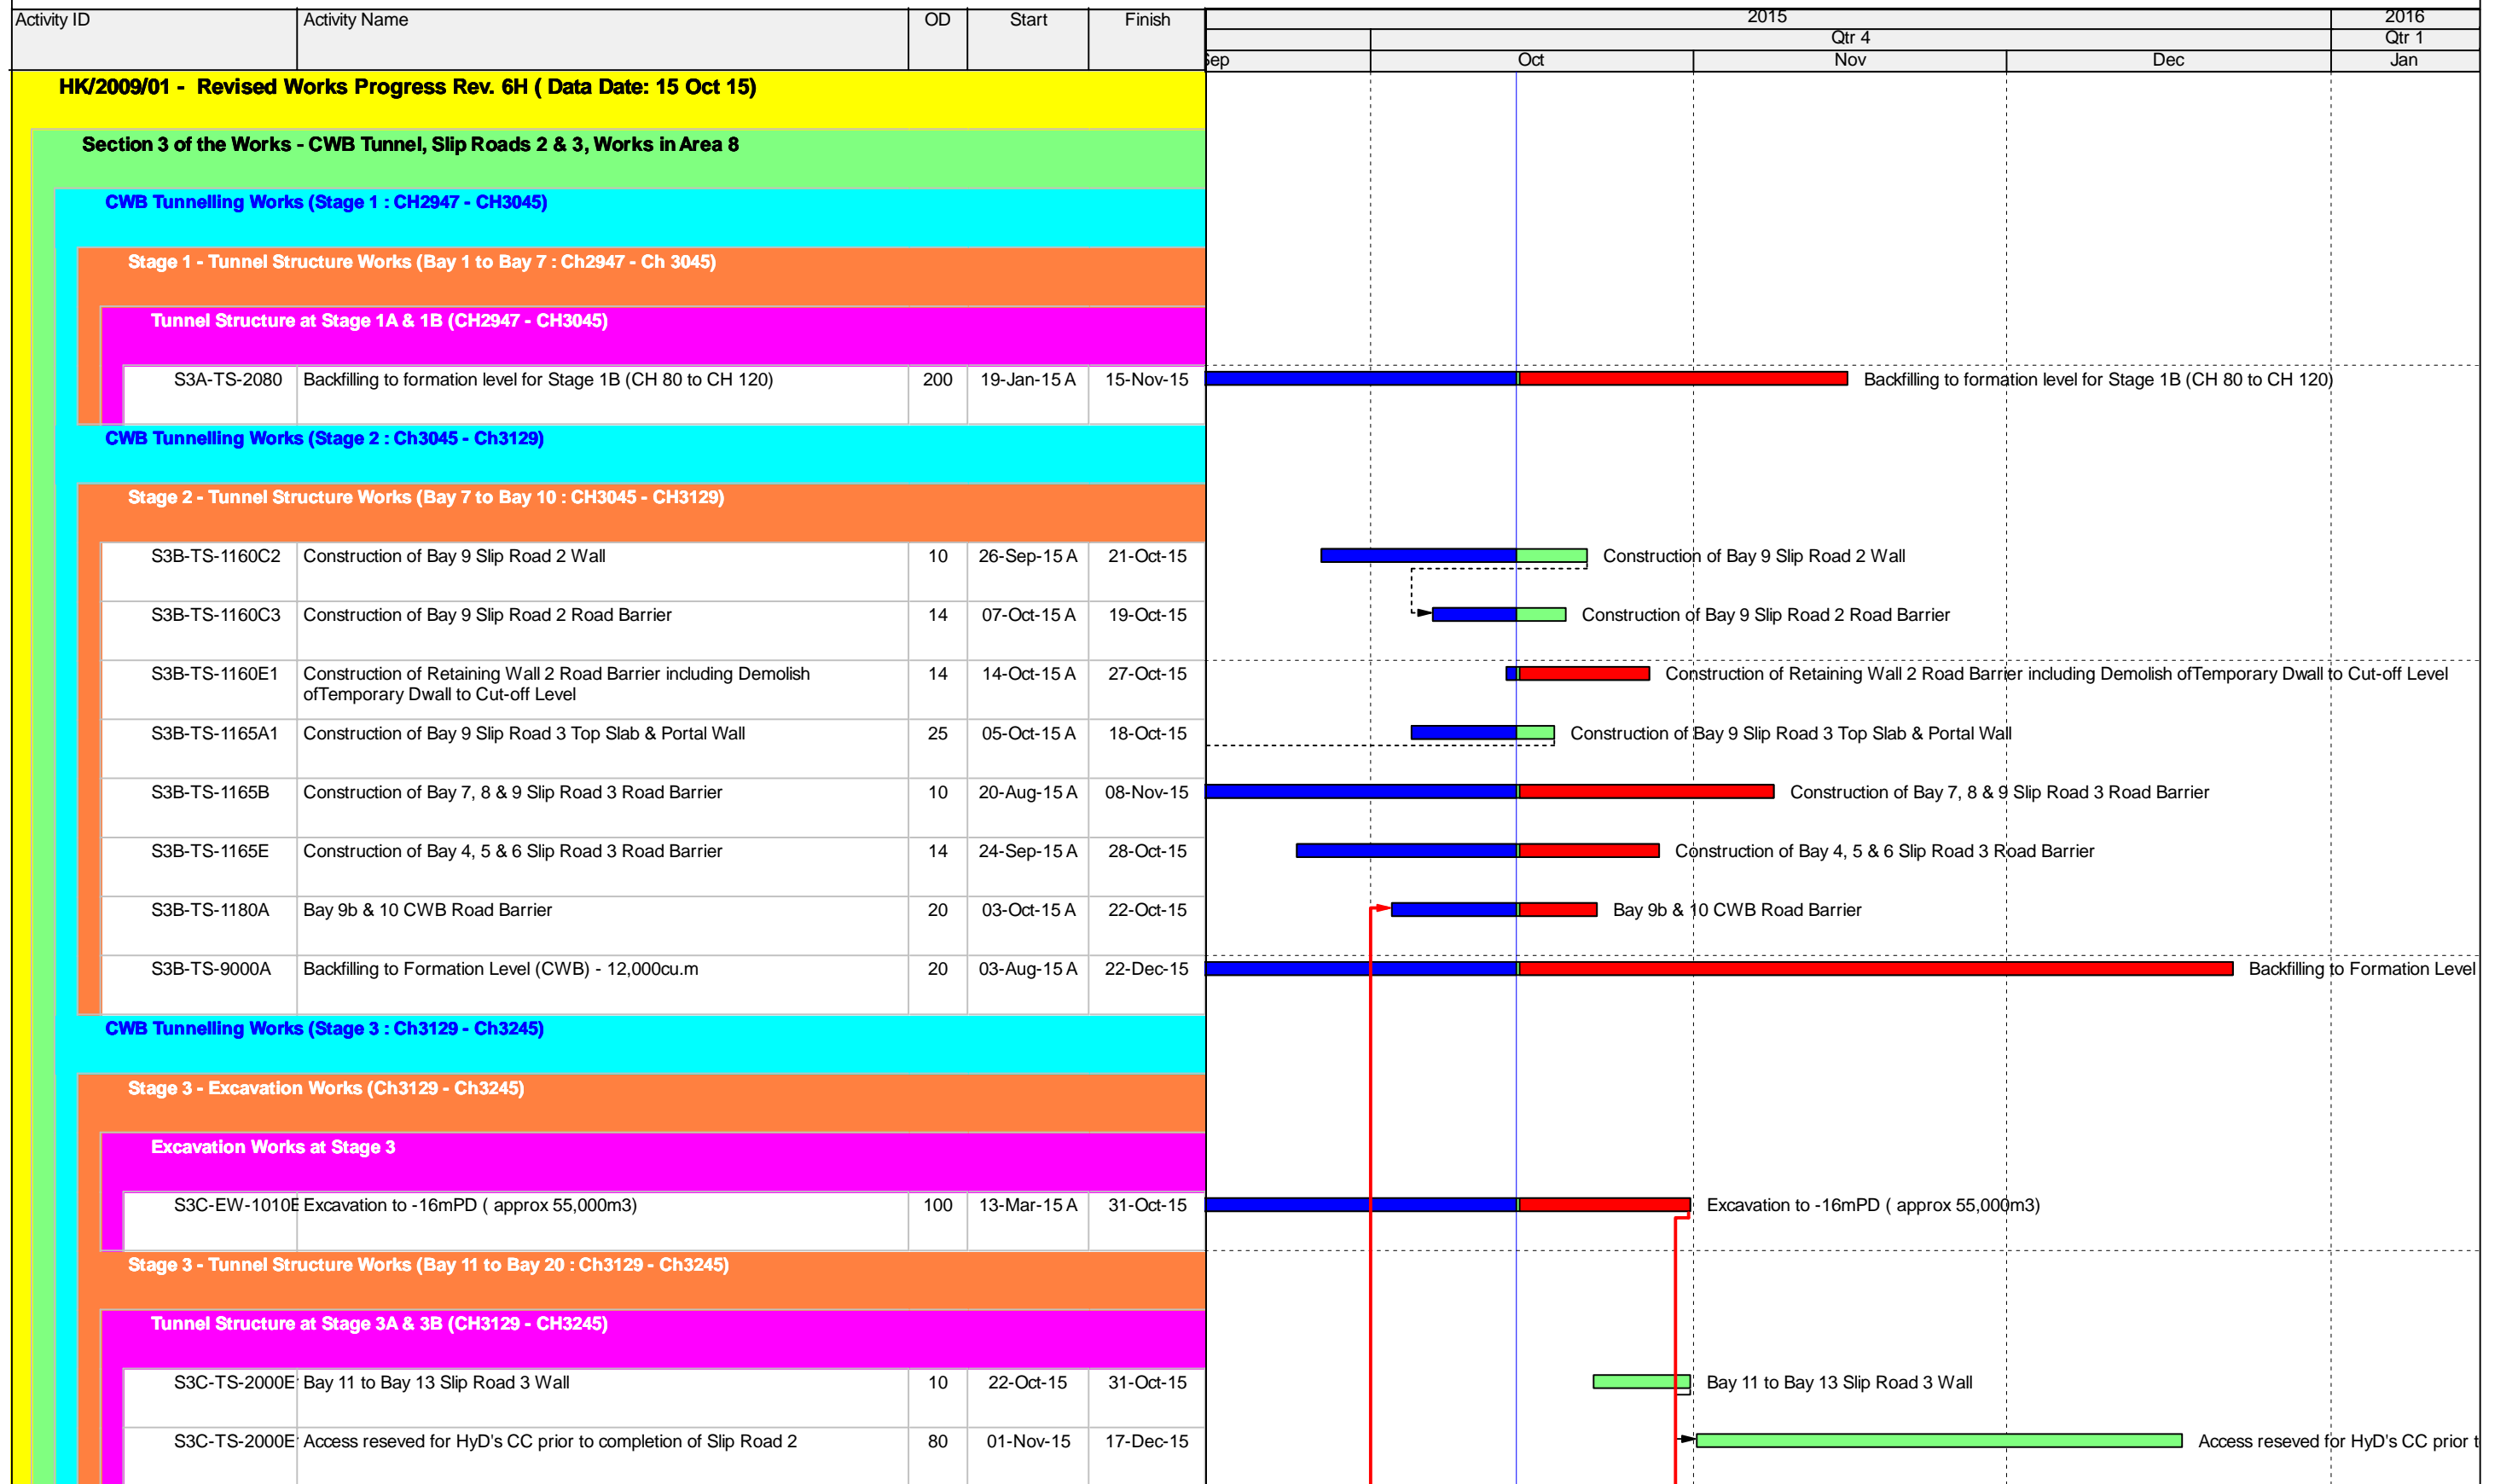 Activity ID Activity Name OD Start Finish 2015 2016
Qtr 4 Qtr 1
Sep Oct Nov Dec Jan
HK/2009/01 - Revised Works Progress Rev. 6H ( Data Date: 15 Oct 15)
Section 3 of the Works - CWB Tunnel, Slip Roads 2 & 3, Works in Area 8
CWB Tunnelling Works (Stage 1 : CH2947 - CH3045)
Stage 1 - Tunnel Structure Works (Bay 1 to Bay 7 : Ch2947 - Ch 3045)
Tunnel Structure at Stage 1A & 1B (CH2947 - CH3045)
S3A-TS-2080 Backfilling to formation level for Stage 1B (CH 80 to CH 120) 200 19-Jan-15 A 15-Nov-15 Backfilling to formation level for Stage 1B (CH 80 to CH 120)
CWB Tunnelling Works (Stage 2 : Ch3045 - Ch3129)
Stage 2 - Tunnel Structure Works (Bay 7 to Bay 10 : CH3045 - CH3129)
S3B-TS-1160C2 Construction of Bay 9 Slip Road 2 Wall 10 26-Sep-15 A 21-Oct-15 Construction of Bay 9 Slip Road 2 Wall
S3B-TS-1160C3 Construction of Bay 9 Slip Road 2 Road Barrier 14 07-Oct-15 A 19-Oct-15 Construction of Bay 9 Slip Road 2 Road Barrier
S3B-TS-1160E1 Construction of Retaining Wall 2 Road Barrier including Demolish 14 14-Oct-15 A 27-Oct-15 Construction of Retaining Wall 2 Road Barrier including Demolish ofTemporary Dwall to Cut-off Level
ofTemporary Dwall to Cut-off Level
S3B-TS-1165A1 Construction of Bay 9 Slip Road 3 Top Slab & Portal Wall 25 05-Oct-15 A 18-Oct-15 Construction of Bay 9 Slip Road 3 Top Slab & Portal Wall
S3B-TS-1165B Construction of Bay 7, 8 & 9 Slip Road 3 Road Barrier 10 20-Aug-15 A 08-Nov-15 Construction of Bay 7, 8 & 9 Slip Road 3 Road Barrier
S3B-TS-1165E Construction of Bay 4, 5 & 6 Slip Road 3 Road Barrier 14 24-Sep-15 A 28-Oct-15 Construction of Bay 4, 5 & 6 Slip Road 3 Road Barrier
S3B-TS-1180A Bay 9b & 10 CWB Road Barrier 20 03-Oct-15 A 22-Oct-15 Bay 9b & 10 CWB Road Barrier
S3B-TS-9000A Backfilling to Formation Level (CWB) - 12,000cu.m 20 03-Aug-15 A 22-Dec-15 Backfilling to Formation Level
CWB Tunnelling Works (Stage 3 : Ch3129 - Ch3245)
Stage 3 - Excavation Works (Ch3129 - Ch3245)
Excavation Works at Stage 3
S3C-EW-1010E Excavation to -16mPD ( approx 55,000m3) 100 13-Mar-15 A 31-Oct-15 Excavation to -16mPD ( approx 55,000m3)
Stage 3 - Tunnel Structure Works (Bay 11 to Bay 20 : Ch3129 - Ch3245)
Tunnel Structure at Stage 3A & 3B (CH3129 - CH3245)
S3C-TS-2000E Bay 11 to Bay 13 Slip Road 3 Wall 10 22-Oct-15 31-Oct-15 Bay 11 to Bay 13 Slip Road 3 Wall
S3C-TS-2000E Access reseved for HyD's CC prior to completion of Slip Road 2 80 01-Nov-15 17-Dec-15 Access reseved for HyD's CC prior t